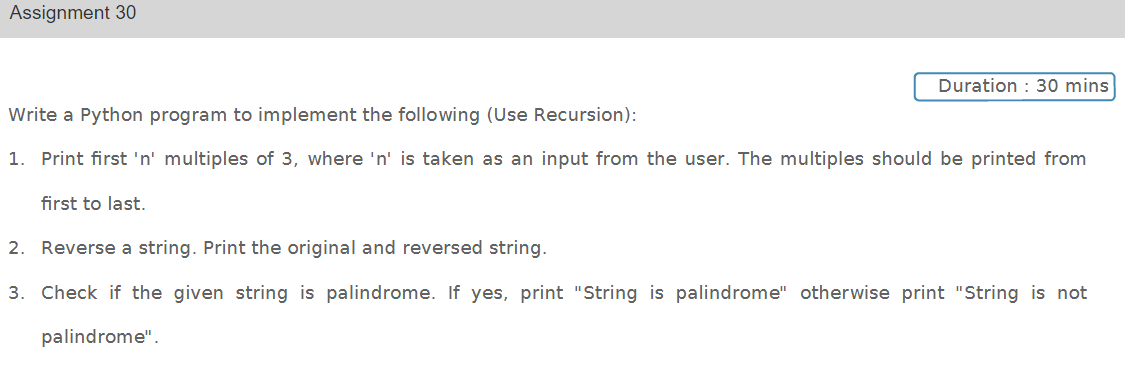 Assignment 30
Duration : 30 mins
Write a Python program to implement the following (Use Recursion):
1. Print first 'n' multiples of 3, where 'n' is taken as an input from the user. The multiples should be printed from
first to last.
2. Reverse a string. Print the original and reversed string.
3. Check if the given string is palindrome. If yes, print "String is palindrome" otherwise print "String is not
palindrome".